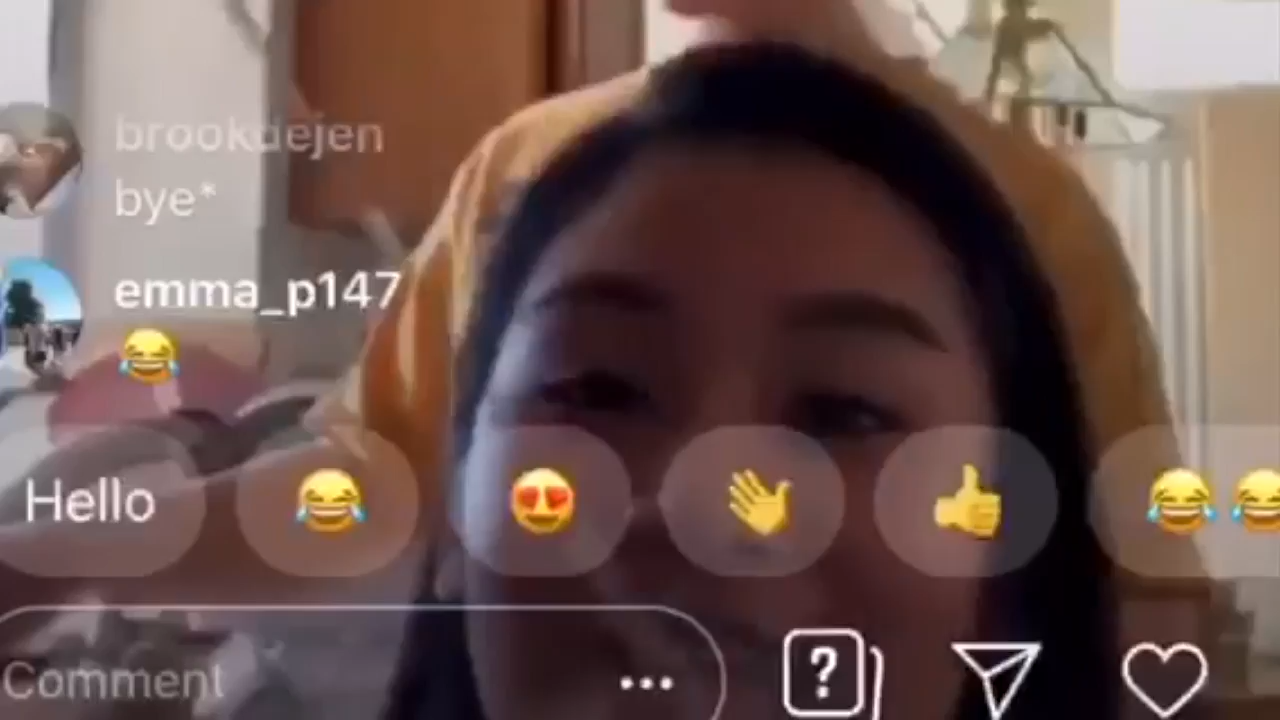 brookdejen
bye*
emma_p147
😂
Hello 😂 😍 👋 👍 😂😂
Comment